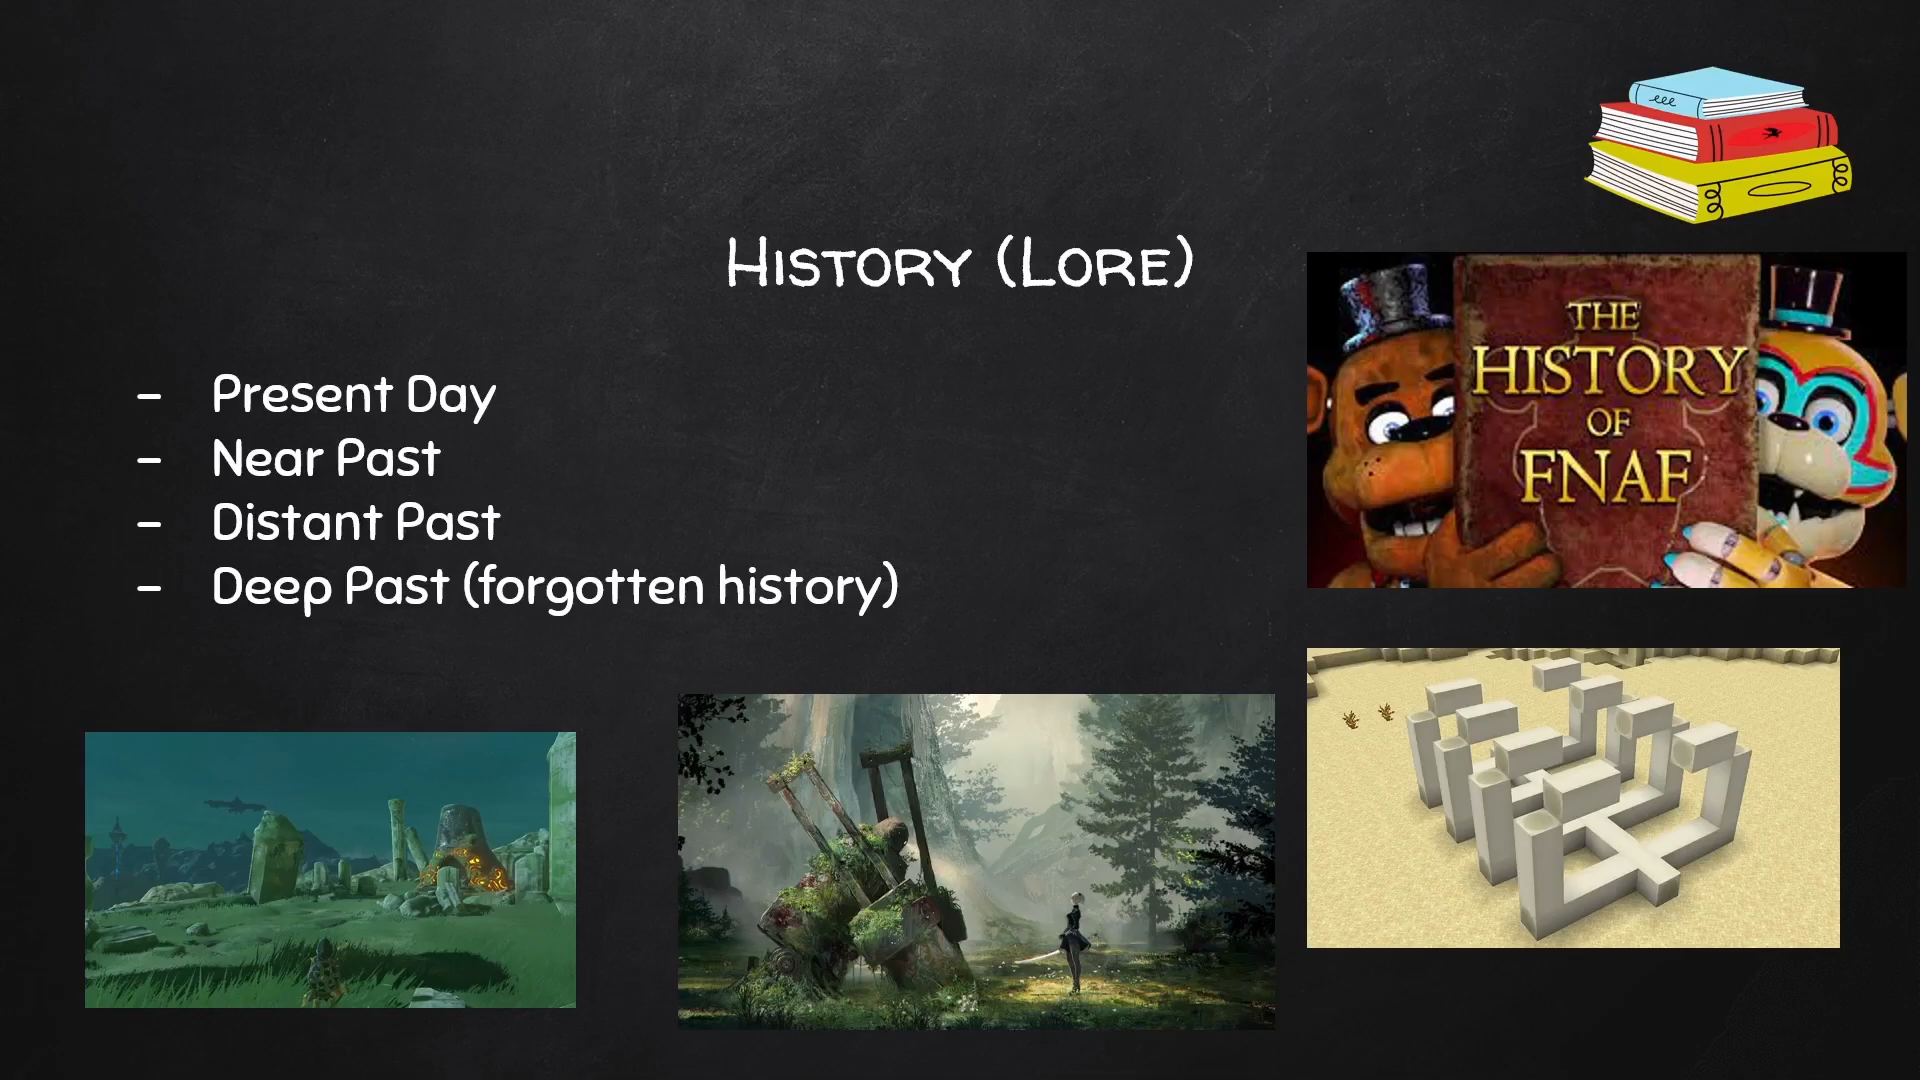 History (Lore)
- Present Day
- Near Past
- Distant Past
- Deep Past (forgotten history)
THE
HISTORY
OF
FNAF